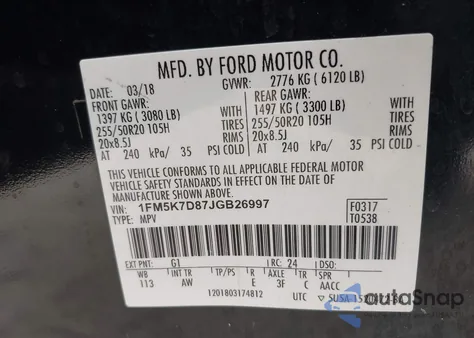 MFD. BY FORD MOTOR CO.
DATE: 03/18 GVWR: 2776 KG ( 6120 LB)
FRONT GAWR: REAR GAWR:
1397 KG ( 3080 LB) WITH 1497 KG ( 3300 LB) WITH
255/50R20 105H TIRES 255/50R20 105H TIRES
20x8.5J RIMS 20x8.5J RIMS
AT 240 kPa/ 35 PSI COLD AT 240 kPa/ 35 PSI COLD
THIS VEHICLE CONFORMS TO ALL APPLICABLE FEDERAL MOTOR
VEHICLE SAFETY AND THEFT PREVENTION STANDARDS IN EFFECT ON THE DATE OF
MANUFACTURE SHOWN ABOVE.
VIN: 1FM5K7D87JGB26997 F0317
TYPE: MPV T0538
EXT PNT: G1 RC: 24 DSO:
WB INT TR TP/PS R AXLE TR SPR
113 AW E 3F C AACC
1201803174812 UTC
autoSnap